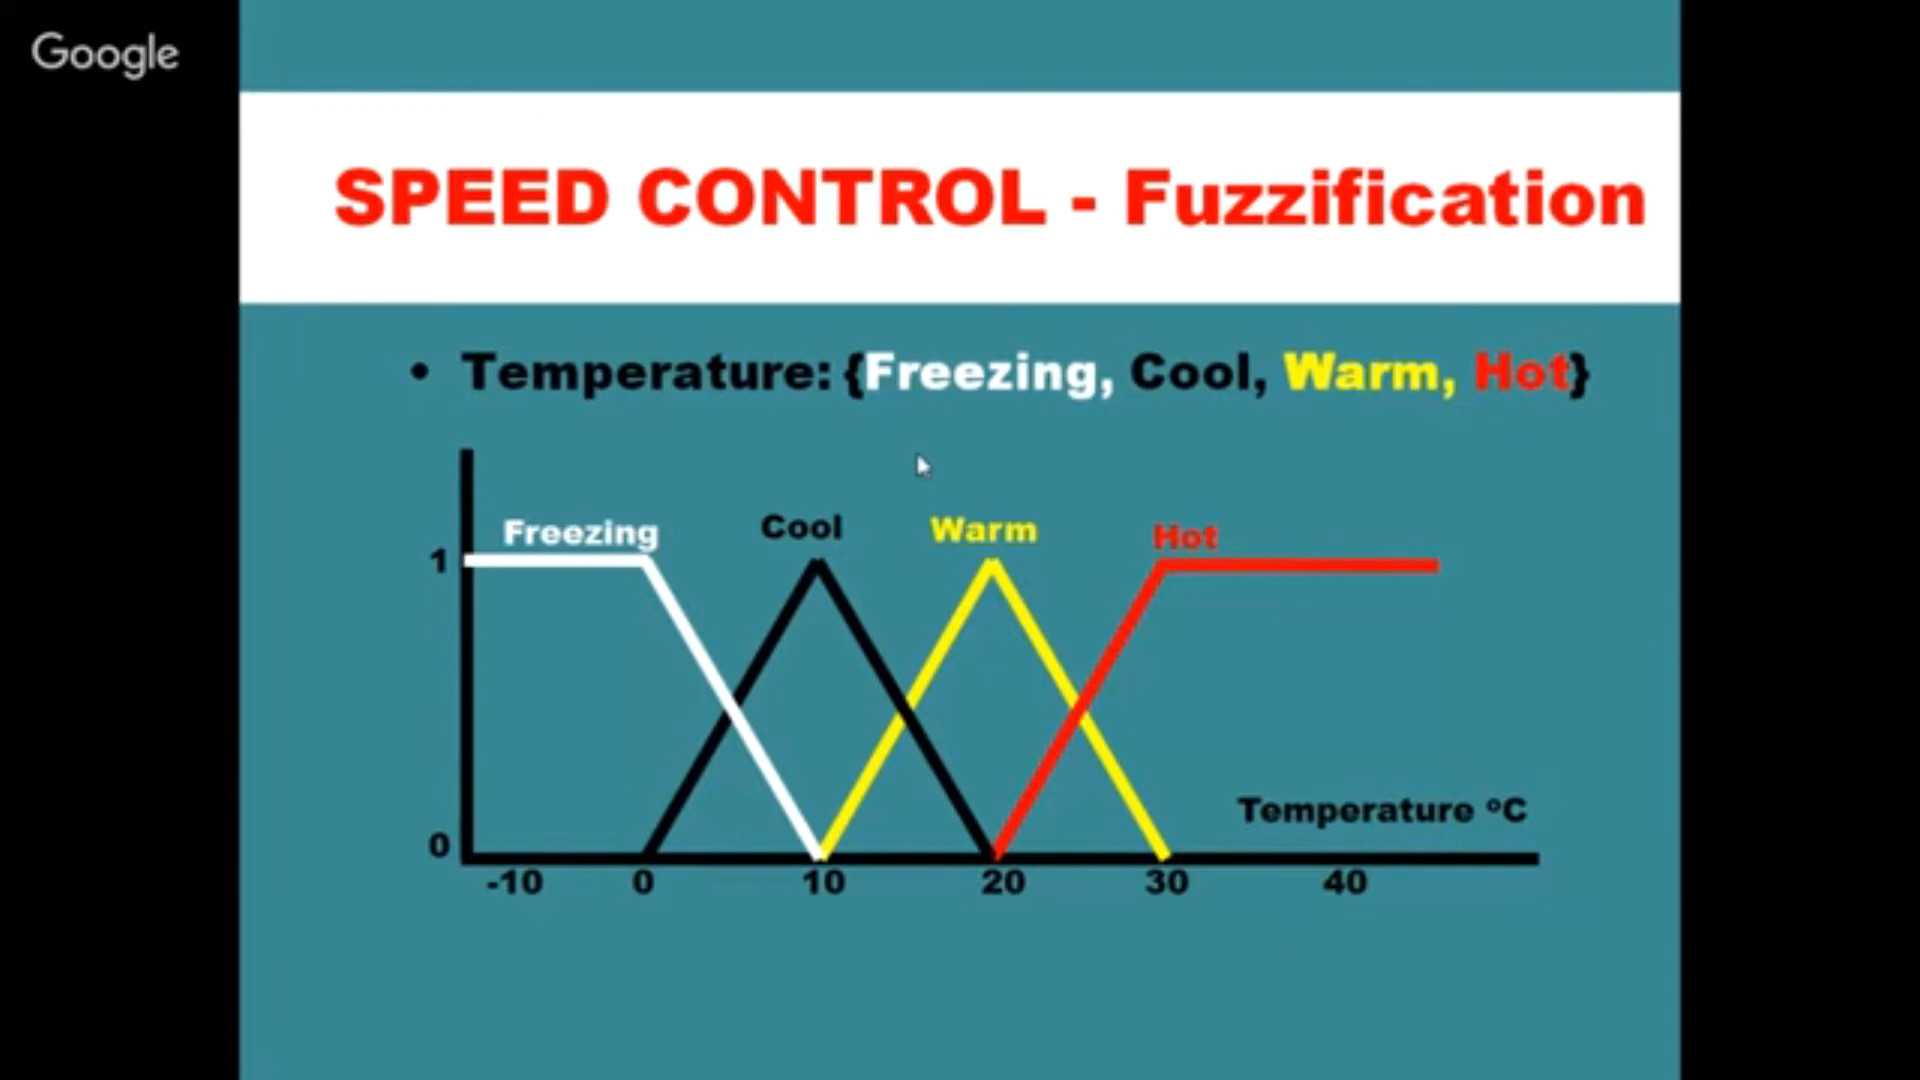 Google
SPEED CONTROL - Fuzzification
• Temperature: {Freezing, Cool, Warm, Hot}
Freezing
Cool
Warm
Hot
1
Temperature ºC
0
-10 0 10 20 30 40